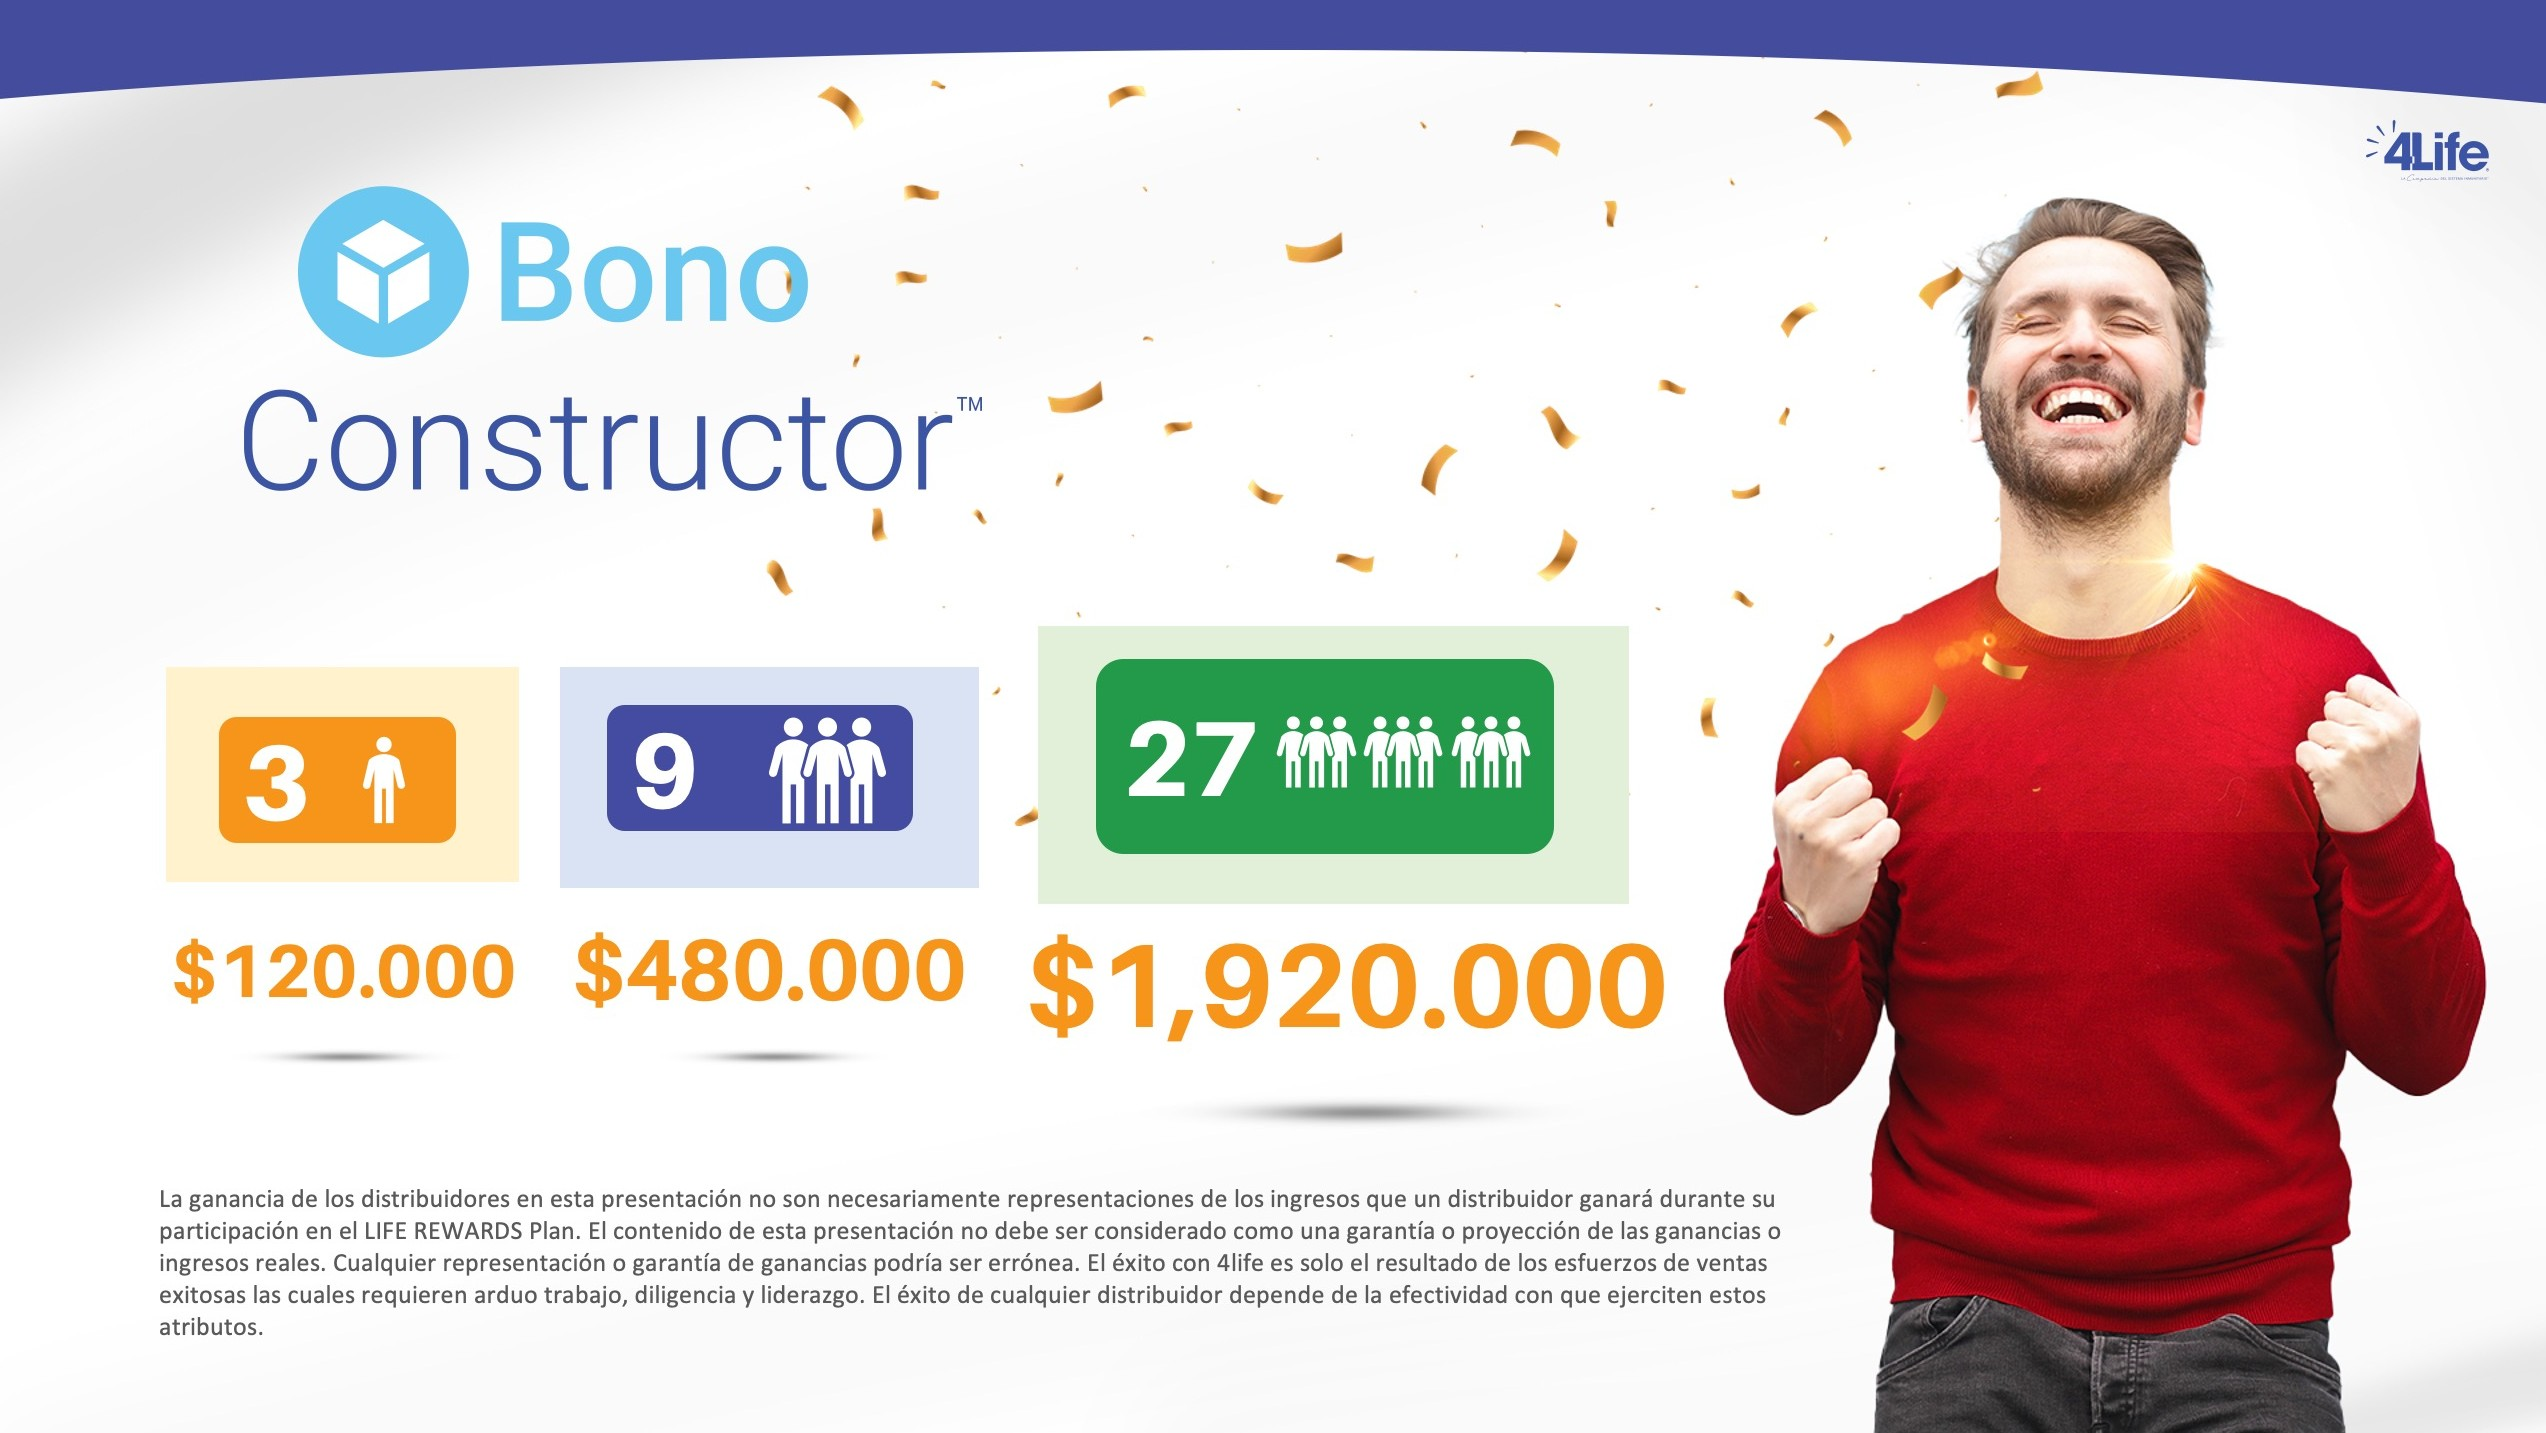 4Life
Bono
Constructor™
3
9
27
$120.000
$480.000
$1,920.000
La ganancia de los distribuidores en esta presentación no son necesariamente representaciones de los ingresos que un distribuidor ganará durante su
participación en el LIFE REWARDS Plan. El contenido de esta presentación no debe ser considerado como una garantía o proyección de las ganancias o
ingresos reales. Cualquier representación o garantía de ganancias podría ser errónea. El éxito con 4life es solo el resultado de los esfuerzos de ventas
exitosas las cuales requieren arduo trabajo, diligencia y liderazgo. El éxito de cualquier distribuidor depende de la efectividad con que ejerciten estos
atributos.